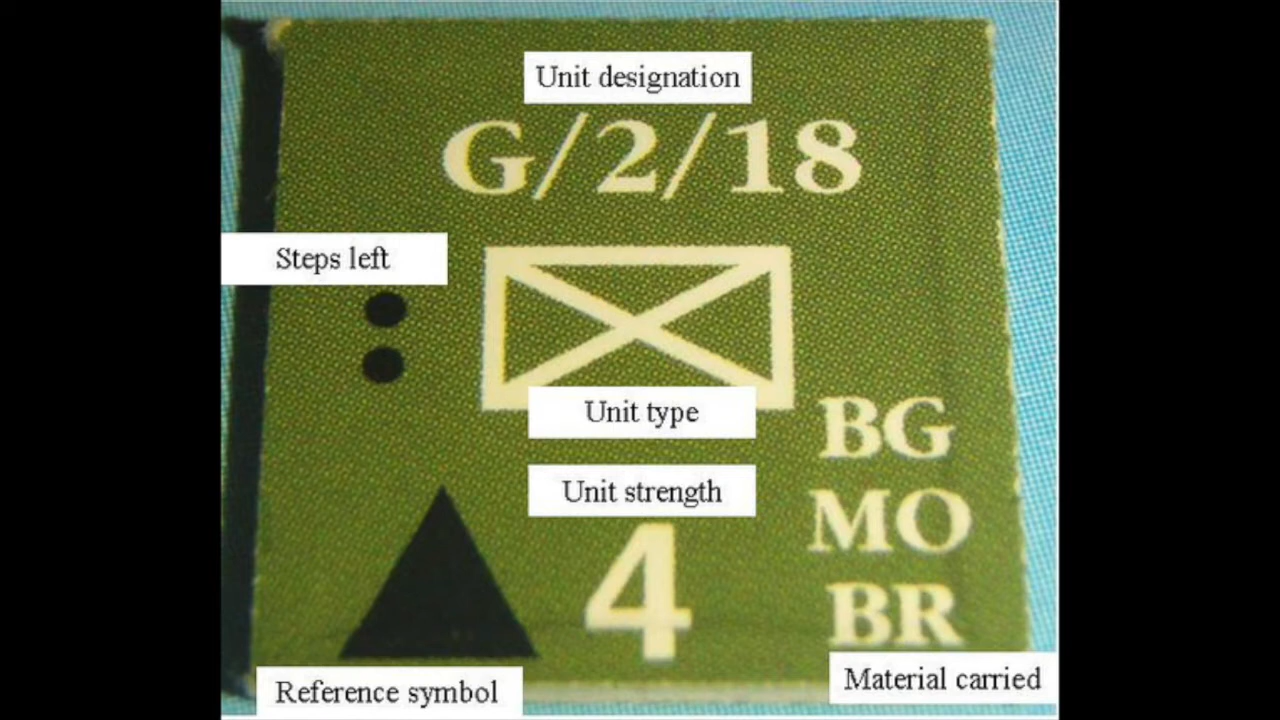 Unit designation
G/2/18
Steps left
Unit type
BG
Unit strength
MO
4
BR
Reference symbol
Material carried